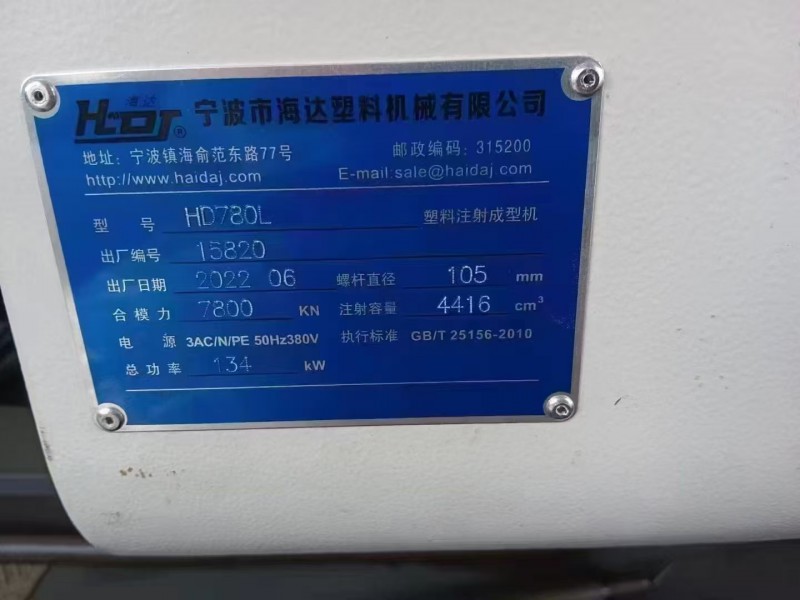 海达
HDJ® 宁波市海达塑料机械有限公司
地址: 宁波镇海俞范东路77号 邮政编码: 315200
http://www.haidaj.com E-mail:sale@haidaj.com
型 号 HD780L 塑料注射成型机
出厂编号 15820
出厂日期 2022 06 螺杆直径 105 mm
合模力 7800 KN 注射容量 4416 cm³
电 源 3AC/N/PE 50Hz380V 执行标准 GB/T 25156-2010
总功率 134 kW